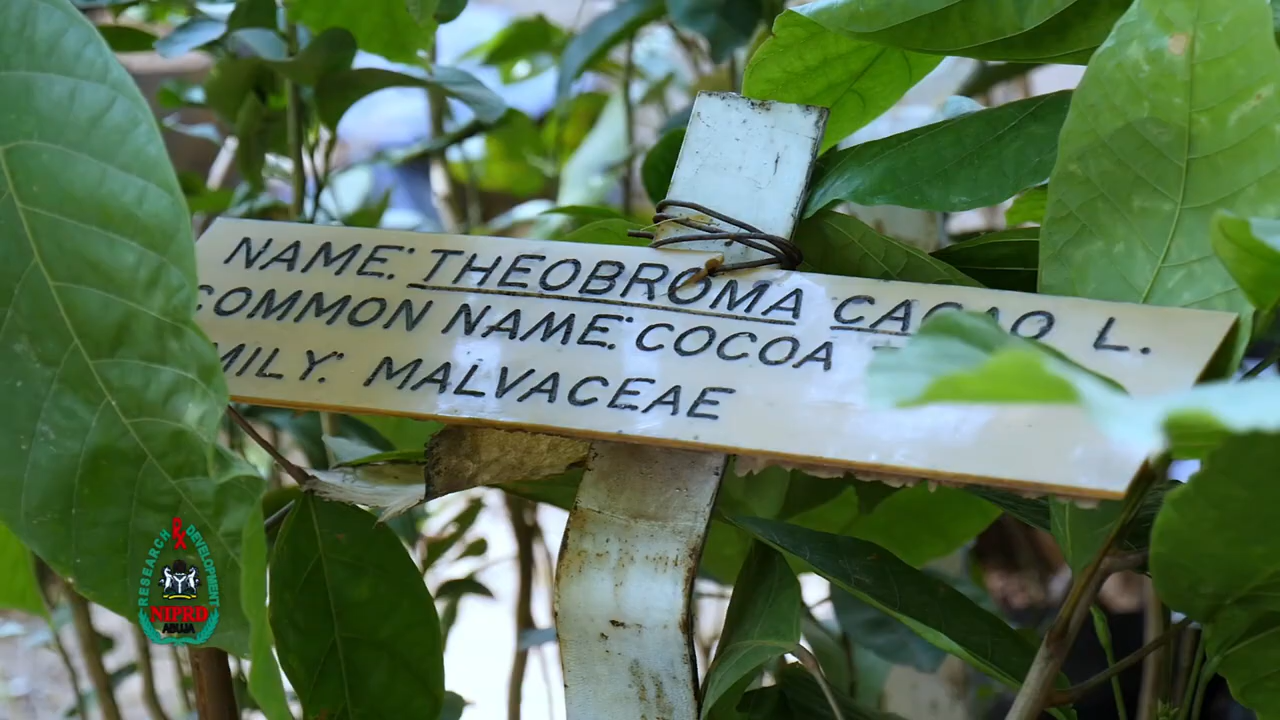 NAME: THEOBROMA CACAO L.
COMMON NAME: COCOA
MILY: MALVACEAE
RESEARCH DEVELOPMENT
NIPRD
ABUJA